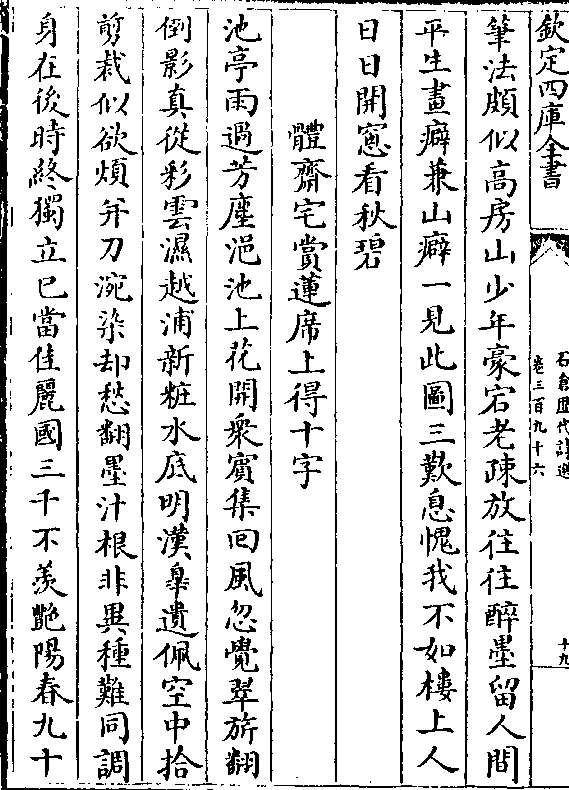 欽定四庫全書
石倉歷代詩選
卷三百九十六
十九
筆法頗似高房山少年豪宕老疎放往往醉墨留人間
平生畫癖兼山癖一見此圖三歎息愧我不如樓上人
日日開窻看秋碧
體齋宅賞蓮席上得十字
池亭雨過芳塵浥池上花開衆賓集回風忽覺翠旂翻
倒影真從彩雲濕越浦新粧水底明漢臯遺佩空中拾
剪裁似欲煩并刀涴染却愁翻墨汁根非異種難同調
身在後時終獨立已當佳麗國三千不羨艶陽春九十